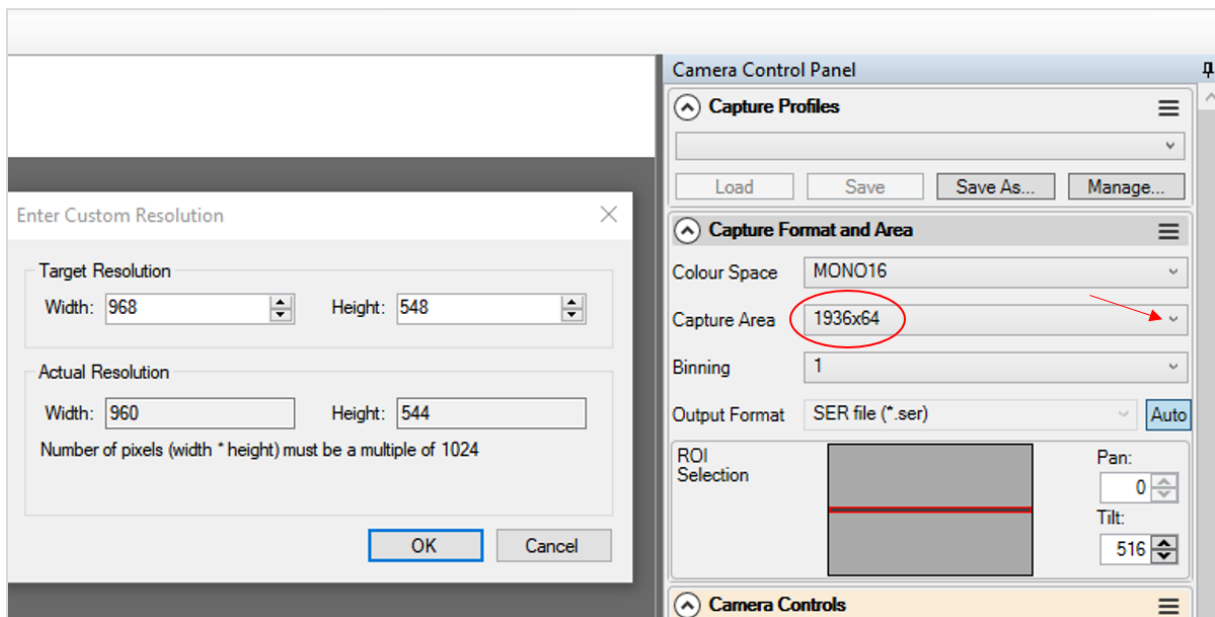 Camera Control Panel
Capture Profiles
Load Save Save As... Manage...
Enter Custom Resolution
Target Resolution
Width: 968 Height: 548
Actual Resolution
Width: 960 Height: 544
Number of pixels (width * height) must be a multiple of 1024
OK Cancel
Capture Format and Area
Colour Space MONO16
Capture Area 1936x64
Binning 1
Output Format SER file (*.ser) Auto
ROI
Selection
Pan:
0
Tilt:
516
Camera Controls